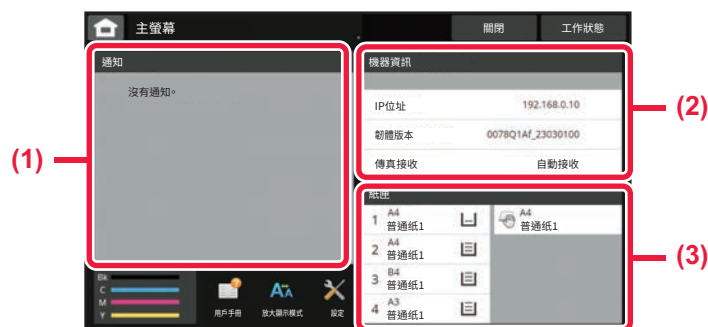 主螢幕
關閉
工作狀態
通知
沒有通知。
(1)
機器資訊
IP位址 192.168.0.10
韌體版本 0078Q1Af_23030100
傳真接收 自動接收
(2)
紙匣
1 A4
普通紙1
A4
普通紙1
2 A4
普通紙1
3 B4
普通紙1
4 A3
普通紙1
(3)
Bk
C
M
Y
用戶手冊
放大顯示模式
設定